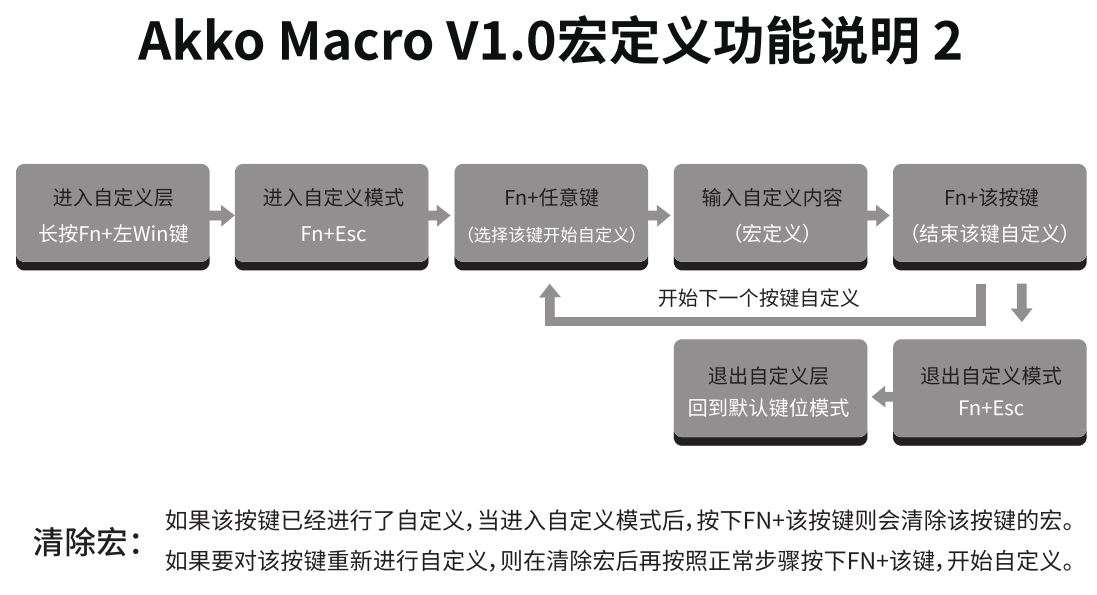 Akko Macro V1.0宏定义功能说明 2
进入自定义层
长按Fn+左Win键
进入自定义模式
Fn+Esc
Fn+任意键
（选择该键开始自定义）
输入自定义内容
（宏定义）
Fn+该按键
（结束该键自定义）
开始下一个按键自定义
退出自定义层
回到默认键位模式
退出自定义模式
Fn+Esc
清除宏：
如果该按键已经进行了自定义，当进入自定义模式后，按下FN+该按键则会清除该按键的宏。
如果要对该按键重新进行自定义，则在清除宏后再按照正常步骤按下FN+该键，开始自定义。